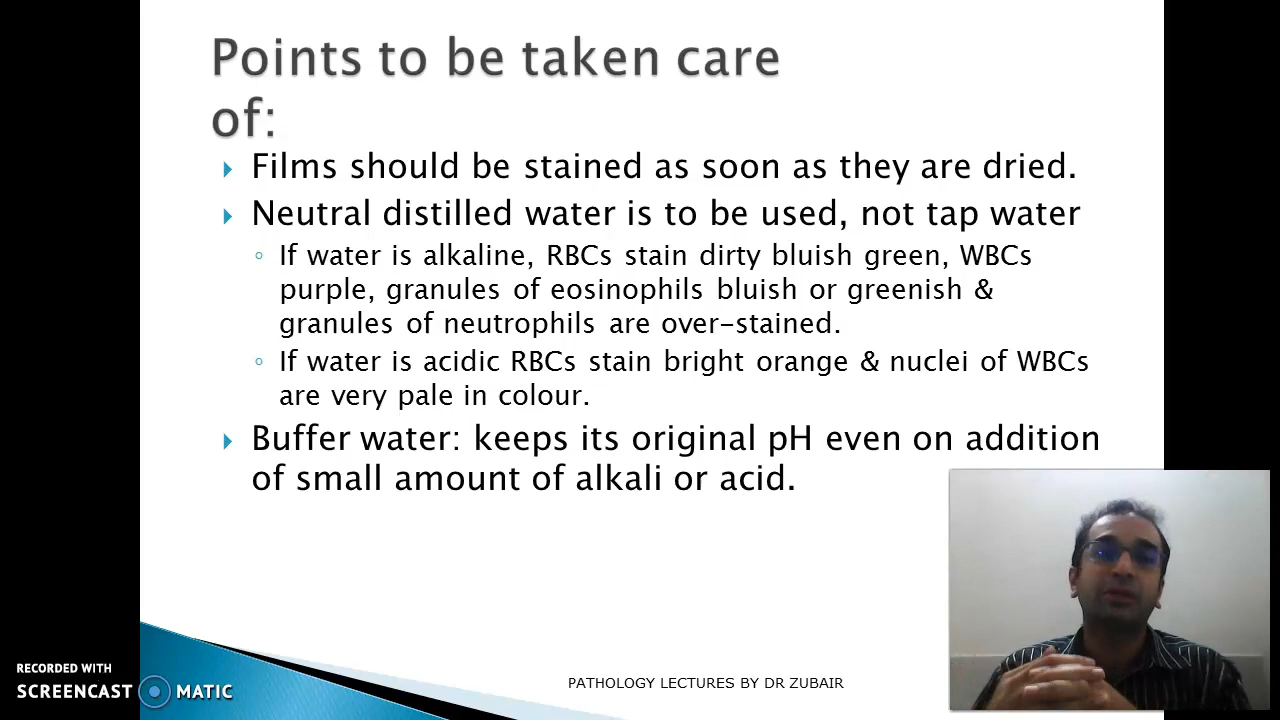 Points to be taken care
of:
Films should be stained as soon as they are dried.
Neutral distilled water is to be used, not tap water
If water is alkaline, RBCs stain dirty bluish green, WBCs
purple, granules of eosinophils bluish or greenish &
granules of neutrophils are over-stained.
If water is acidic RBCs stain bright orange & nuclei of WBCs
are very pale in colour.
Buffer water: keeps its original pH even on addition
of small amount of alkali or acid.
PATHOLOGY LECTURES BY DR ZUBAIR
RECORDED WITH
SCREENCAST MATIC